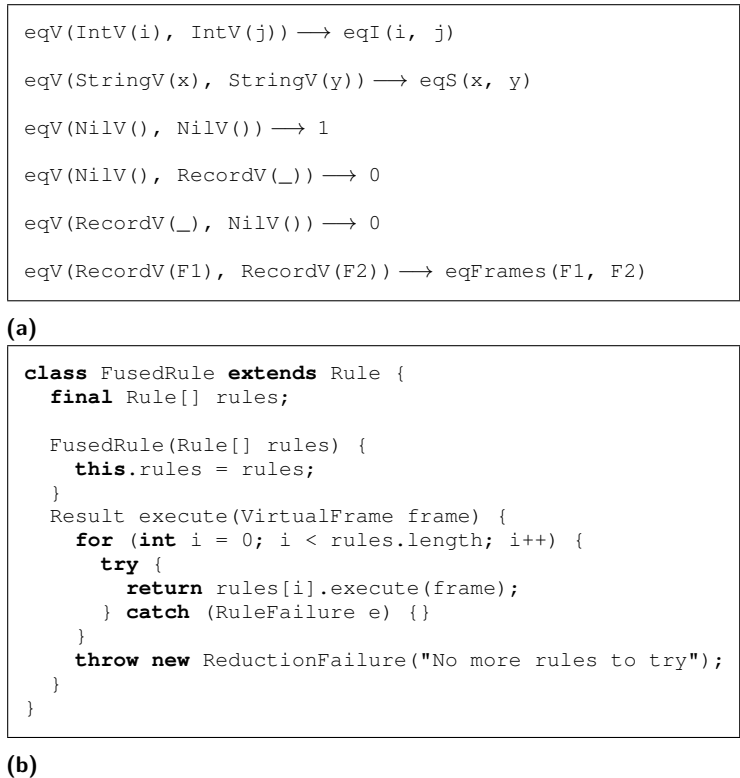 eqV(IntV(i), IntV(j)) ⟶ eqI(i, j)
eqV(StringV(x), StringV(y)) ⟶ eqS(x, y)
eqV(NilV(), NilV()) ⟶ 1
eqV(NilV(), RecordV(_)) ⟶ 0
eqV(RecordV(_), NilV()) ⟶ 0
eqV(RecordV(F1), RecordV(F2)) ⟶ eqFrames(F1, F2)
(a)
class FusedRule extends Rule {
  final Rule[] rules;
  FusedRule(Rule[] rules) {
    this.rules = rules;
  }
  Result execute(VirtualFrame frame) {
    for (int i = 0; i < rules.length; i++) {
      try {
        return rules[i].execute(frame);
      } catch (RuleFailure e) {}
    }
    throw new ReductionFailure("No more rules to try");
  }
}
(b)